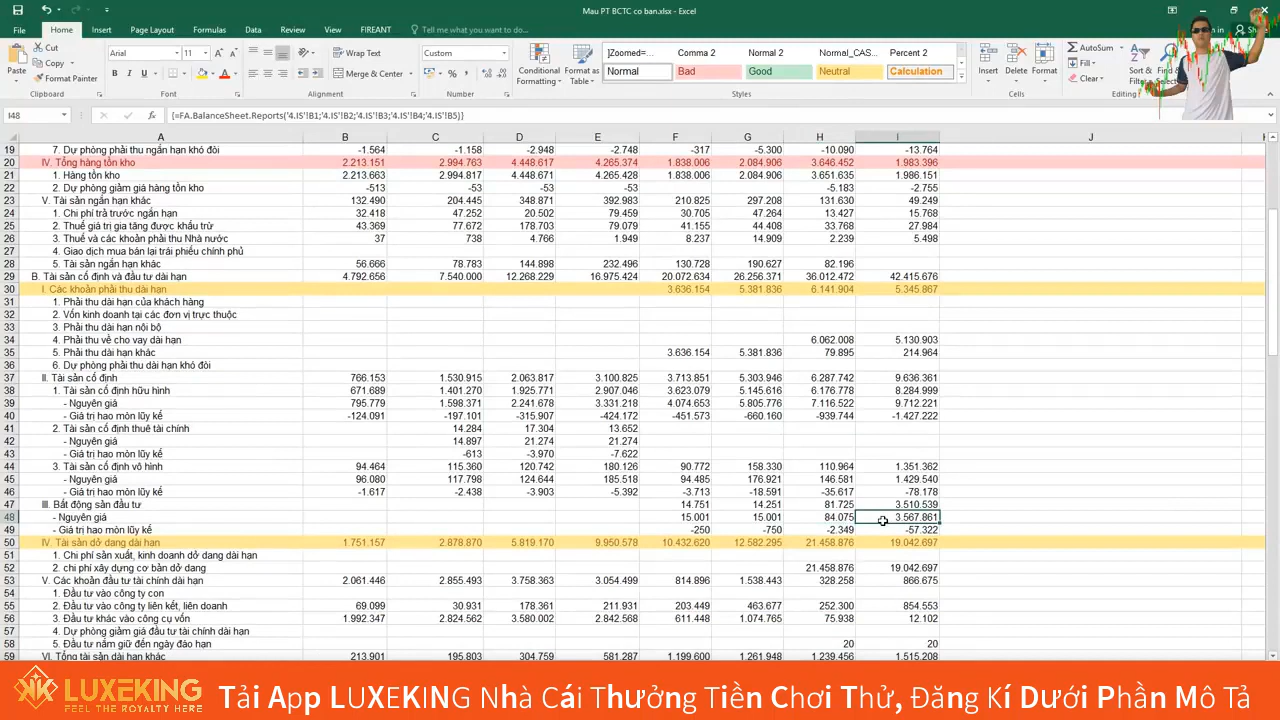 Mau PT BCTC co ban.xlsx - Excel
File Home Insert Page Layout Formulas Data Review View FIREANT Tell me what you want to do...
Cut Arial 11 Wrap Text Custom |Zoomed=... Comma 2 Normal 2 Normal_CAS... Percent 2 AutoSum
Copy Fill
Paste Format Painter Merge & Center Conditional Formatting Format as Table Normal Bad Good Neutral Calculation Insert Delete Format Clear Sort &
Clipboard Font Alignment Number Styles Cells Editing
I48 {=FA.BalanceSheet.Reports('4.IS'!B1;'4.IS'!B2;'4.IS'!B3;'4.IS'!B4;'4.IS'!B5)}
A B C D E F G H I J
19 7. Dự phòng phải thu ngắn hạn khó đòi -1.564 -1.158 -2.948 -2.748 -317 -5.300 -10.090 -13.764
20 IV. Tổng hàng tồn kho 2.213.151 2.994.763 4.448.617 4.265.374 1.838.006 2.084.906 3.646.452 1.983.396
21 1. Hàng tồn kho 2.213.663 2.994.817 4.448.671 4.265.428 1.838.006 2.084.906 3.651.635 1.986.151
22 2. Dự phòng giảm giá hàng tồn kho -513 -53 -53 -53 -5.183 -2.755
23 V. Tài sản ngắn hạn khác 132.490 204.445 348.871 392.983 210.825 297.208 131.630 49.249
24 1. Chi phí trả trước ngắn hạn 32.418 47.252 20.502 79.459 30.705 47.264 13.427 15.768
25 2. Thuế giá trị gia tăng được khấu trừ 43.369 77.672 178.703 79.079 41.155 44.408 33.768 27.984
26 3. Thuế và các khoản phải thu Nhà nước 37 738 4.766 1.949 8.237 14.909 2.239 5.498
27 4. Giao dịch mua bán lại trái phiếu chính phủ
28 5. Tài sản ngắn hạn khác 56.666 78.783 144.898 232.496 130.728 190.627 82.196
29 B. Tài sản cố định và đầu tư dài hạn 4.792.656 7.540.000 12.268.229 16.975.424 20.072.634 26.256.371 36.012.472 42.415.676
30 I. Các khoản phải thu dài hạn 3.636.154 5.381.836 6.141.904 5.345.867
31 1. Phải thu dài hạn của khách hàng
32 2. Vốn kinh doanh tại các đơn vị trực thuộc
33 3. Phải thu dài hạn nội bộ
34 4. Phải thu về cho vay dài hạn 6.062.008 5.130.903
35 5. Phải thu dài hạn khác 3.636.154 5.381.836 79.895 214.964
36 6. Dự phòng phải thu dài hạn khó đòi
37 II. Tài sản cố định 766.153 1.530.915 2.063.817 3.100.825 3.713.851 5.303.946 6.287.742 9.636.361
38 1. Tài sản cố định hữu hình 671.689 1.401.270 1.925.771 2.907.046 3.623.079 5.145.616 6.176.778 8.284.999
39 - Nguyên giá 795.779 1.598.371 2.241.678 3.331.218 4.074.653 5.805.776 7.116.522 9.712.221
40 - Giá trị hao mòn lũy kế -124.091 -197.101 -315.907 -424.172 -451.573 -660.160 -939.744 -1.427.222
41 2. Tài sản cố định thuê tài chính 14.284 17.304 13.652
42 - Nguyên giá 14.897 21.274 21.274
43 - Giá trị hao mòn lũy kế -613 -3.970 -7.622
44 3. Tài sản cố định vô hình 94.464 115.360 120.742 180.126 90.772 158.330 110.964 1.351.362
45 - Nguyên giá 96.080 117.798 124.644 185.518 94.485 176.921 146.581 1.429.540
46 - Giá trị hao mòn lũy kế -1.617 -2.438 -3.903 -5.392 -3.713 -18.591 -35.617 -78.178
47 III. Bất động sản đầu tư 14.751 14.251 81.725 3.510.539
48 - Nguyên giá 15.001 15.001 84.075 3.567.861
49 - Giá trị hao mòn lũy kế -250 -750 -2.349 -57.322
50 IV. Tài sản dở dang dài hạn 1.751.157 2.878.870 5.819.170 9.950.578 10.432.620 12.582.295 21.458.876 19.042.697
51 1. Chi phí sản xuất, kinh doanh dở dang dài hạn
52 2. chi phí xây dựng cơ bản dở dang 21.458.876 19.042.697
53 V. Các khoản đầu tư tài chính dài hạn 2.061.446 2.855.493 3.758.363 3.054.499 814.896 1.538.443 328.258 866.675
54 1. Đầu tư vào công ty con
55 2. Đầu tư vào công ty liên kết, liên doanh 69.099 30.931 178.361 211.931 203.449 463.677 252.300 854.553
56 3. Đầu tư khác vào công cụ vốn 1.992.347 2.824.562 3.580.002 2.842.568 611.448 1.074.765 75.938 12.102
57 4. Dự phòng giảm giá đầu tư tài chính dài hạn
58 5. Đầu tư nắm giữ đến ngày đáo hạn 20 20
59 VI. Tổng tài sản dài hạn khác 213.901 195.803 304.759 581.287 1.199.600 1.261.948 1.239.456 1.515.208
LUXEKING
FEEL THE ROYALTY HERE
Tải App LUXEKING Nhà Cái Thưởng Tiền Chơi Thử, Đăng Kí Dưới Phần Mô Tả